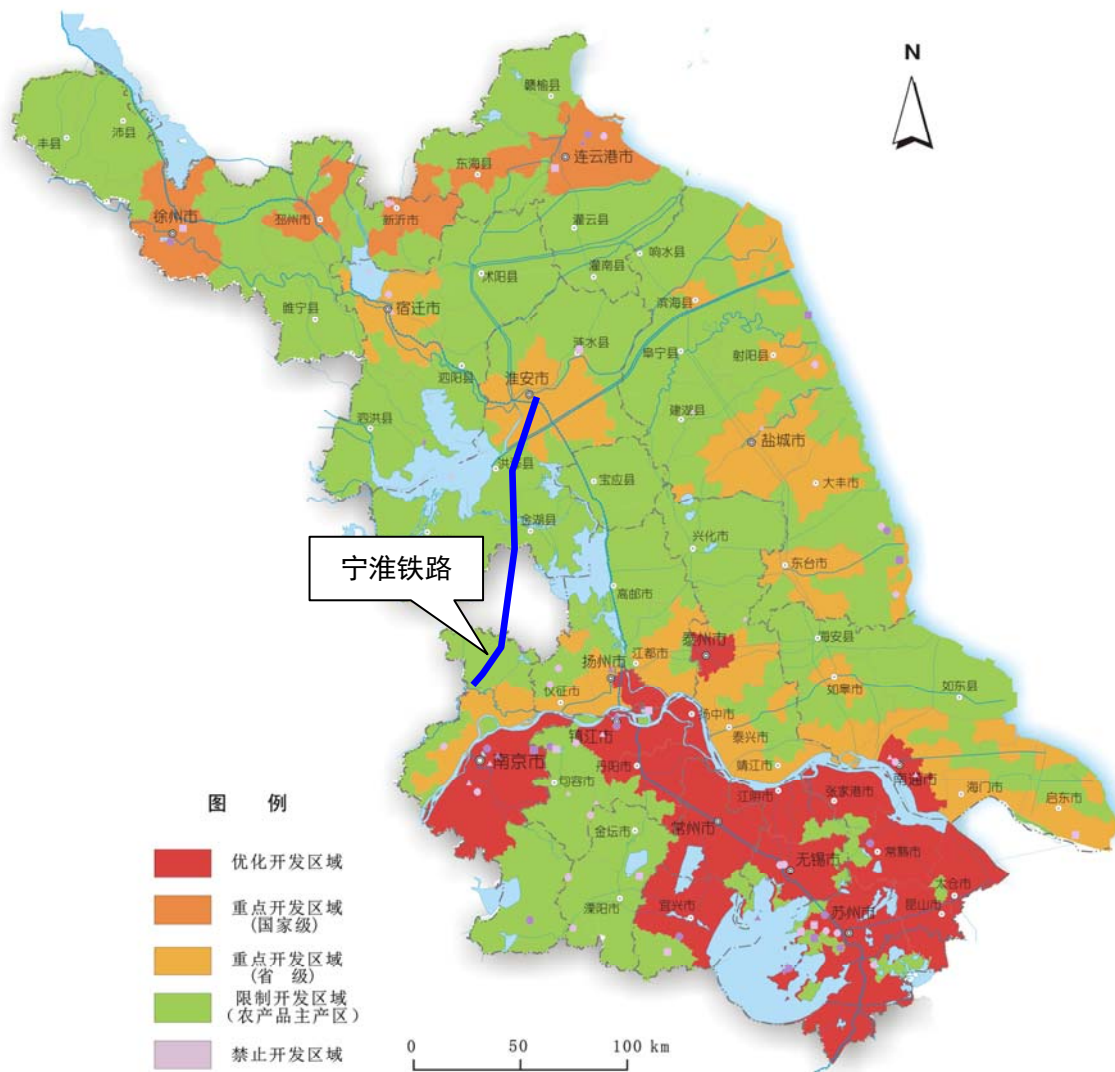 N
赣榆县
沛县
丰县
东海县
连云港市
徐州市
邳州市
新沂市
灌云县
响水县
沭阳县
灌南县
睢宁县
宿迁市
滨海县
涟水县
阜宁县
射阳县
泗阳县
淮安市
泗洪县
建湖县
盐城市
洪泽县
宝应县
大丰市
金湖县
兴化市
宁淮铁路
东台市
高邮市
海安县
泰州市
江都市
扬州市
仪征市
如皋市
如东县
扬中市
泰兴市
镇江市
南京市
丹阳市
靖江市
南通市
句容市
江阴市
张家港市
海门市
启东市
图 例
金坛市
常州市
优化开发区域
无锡市
常熟市
太仓市
重点开发区域
(国家级)
溧阳市
宜兴市
苏州市
昆山市
重点开发区域
(省 级)
限制开发区域
(农产品主产区)
禁止开发区域
0 50 100 km